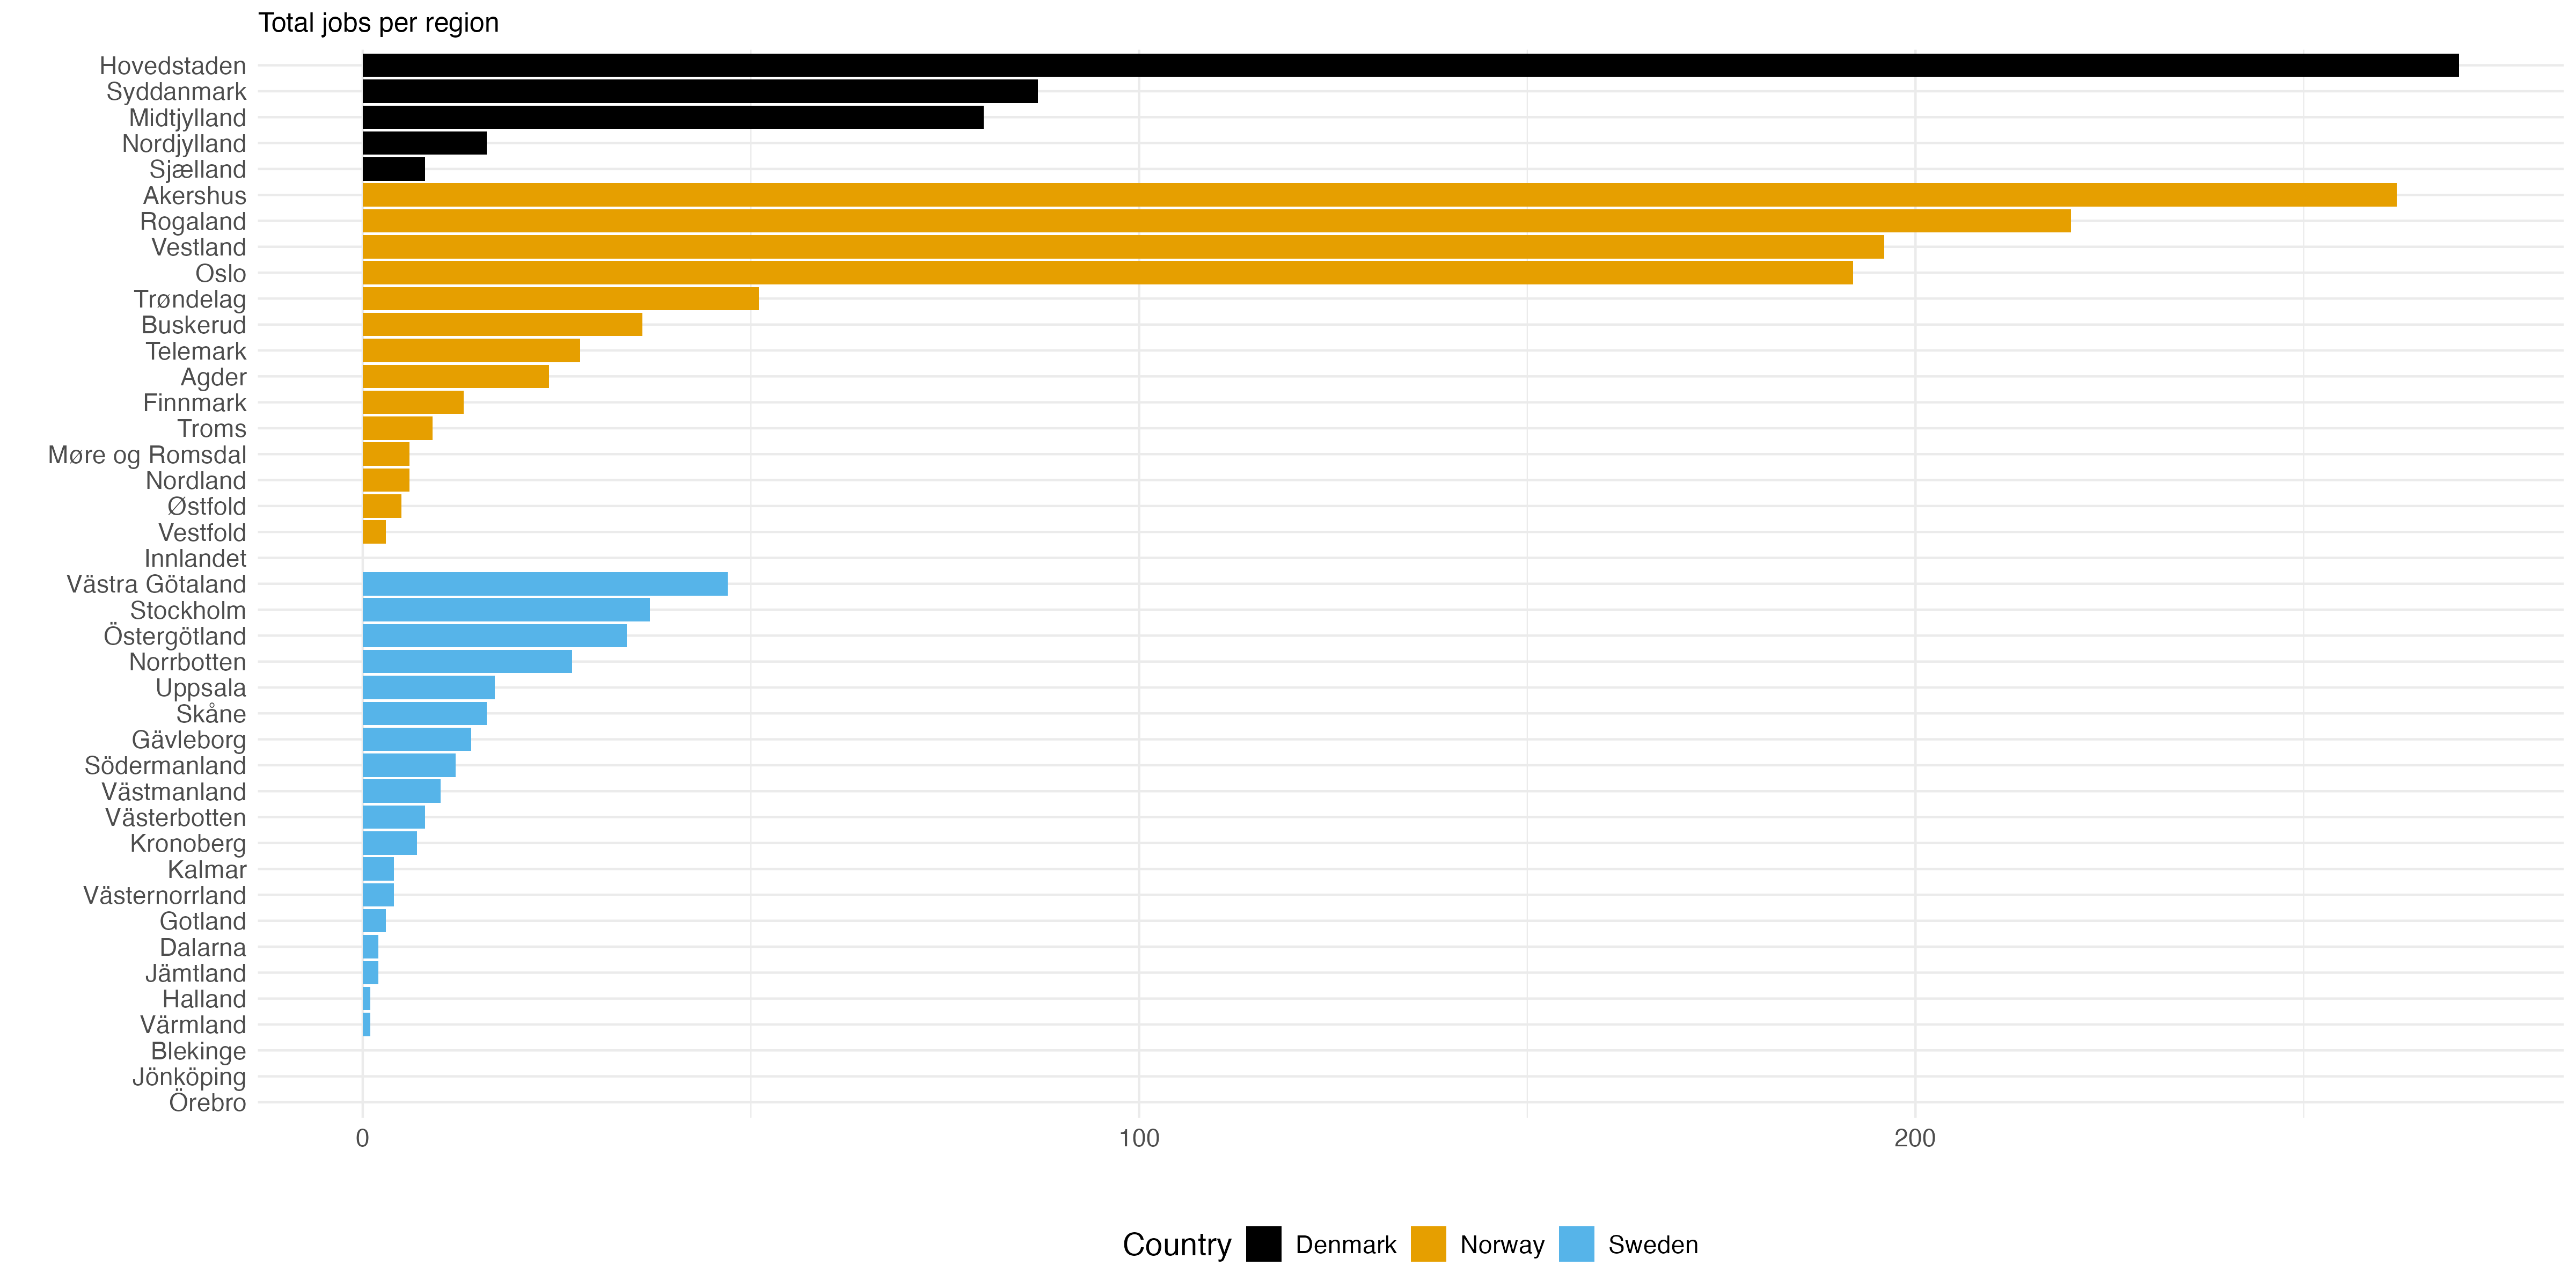 Total jobs per region
Hovedstaden
Syddanmark
Midtjylland
Nordjylland
Sjælland
Akershus
Rogaland
Vestland
Oslo
Trøndelag
Buskerud
Telemark
Agder
Finnmark
Troms
Møre og Romsdal
Nordland
Østfold
Vestfold
Innlandet
Västra Götaland
Stockholm
Östergötland
Norrbotten
Uppsala
Skåne
Gävleborg
Södermanland
Västmanland
Västerbotten
Kronoberg
Kalmar
Västernorrland
Gotland
Dalarna
Jämtland
Halland
Värmland
Blekinge
Jönköping
Örebro
0 100 200
Country Denmark Norway Sweden